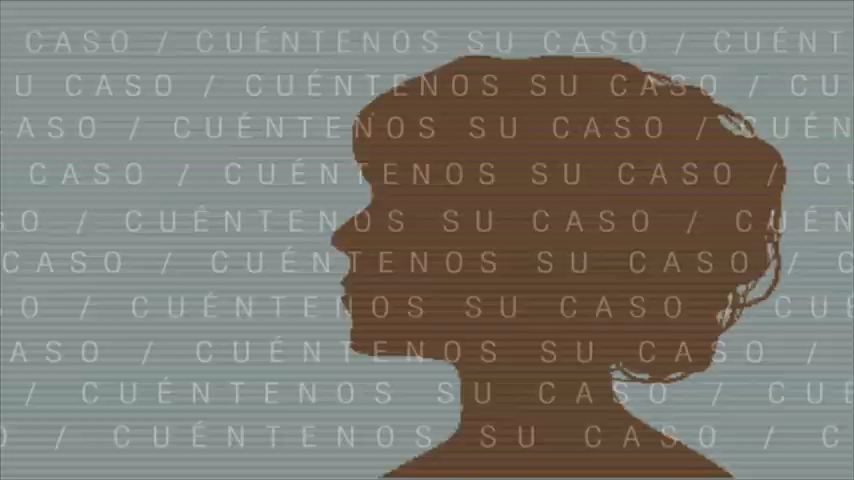 CASO / CUÉNTENOS SU CASO / CUÉNT
U CASO / CUÉNTENOS SU CASO / CU
ASO / CUÉNTENOS SU CASO / CUÉN
CASO / CUÉNTENOS SU CASO / CU
SO / CUÉNTENOS SU CASO / CUÉN
CASO / CUÉNTENOS SU CASO / C
O / CUÉNTENOS SU CASO / CUÉ
ASO / CUÉNTENOS SU CASO /
/ CUÉNTENOS SU CASO / CUÉ
O / CUÉNTENOS SU CASO / C